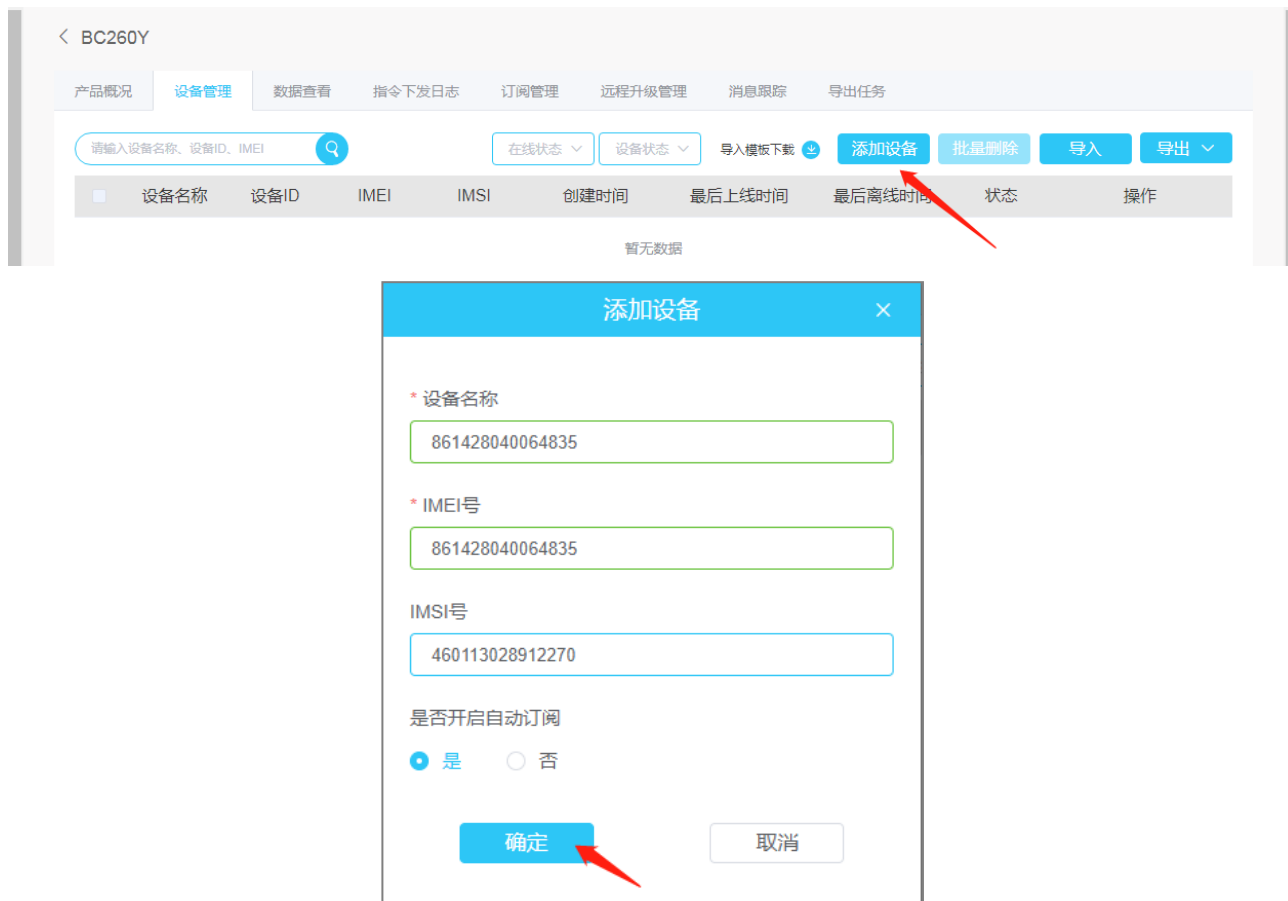 BC260Y
产品概况 设备管理 数据查看 指令下发日志 订阅管理 远程升级管理 消息跟踪 导出任务
请输入设备名称、设备ID、IMEI 在线状态 设备状态 导入模板下载 添加设备 批量删除 导入 导出
设备名称 设备ID IMEI IMSI 创建时间 最后上线时间 最后离线时间 状态 操作
暂无数据
添加设备
* 设备名称
861428040064835
* IMEI号
861428040064835
IMSI号
460113028912270
是否开启自动订阅
是 否
确定 取消